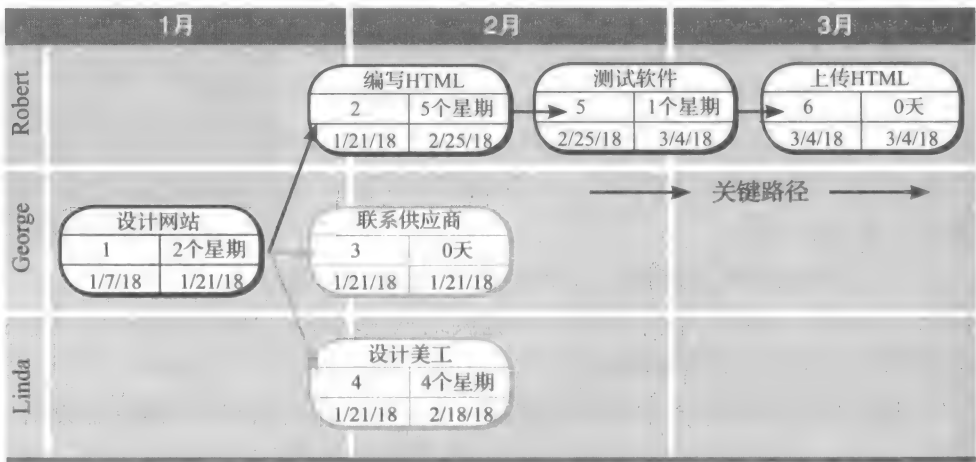 1月 2月 3月
Robert
编写HTML
2 5个星期
1/21/18 2/25/18
测试软件
5 1个星期
2/25/18 3/4/18
上传HTML
6 0天
3/4/18 3/4/18
关键路径
George
设计网站
1 2个星期
1/7/18 1/21/18
联系供应商
3 0天
1/21/18 1/21/18
Linda
设计美工
4 4个星期
1/21/18 2/18/18